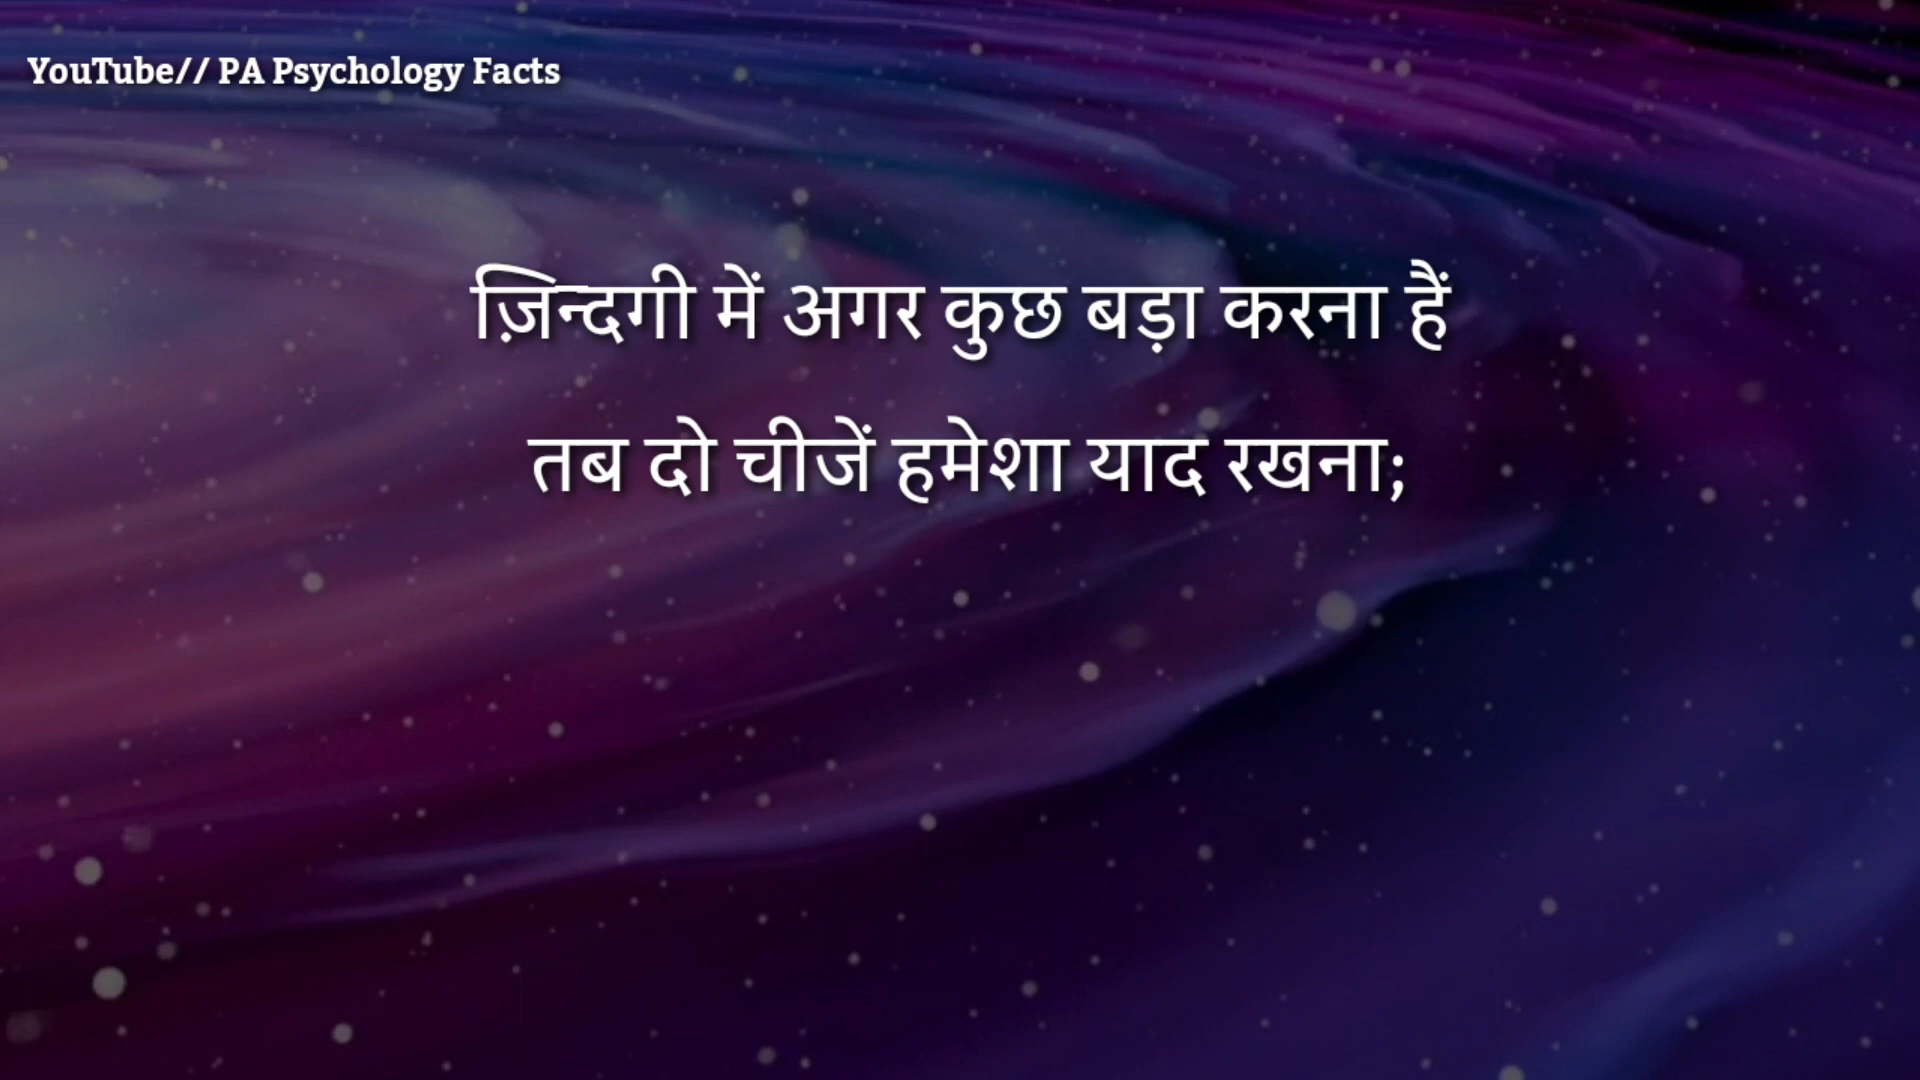 YouTube// PA Psychology Facts
ज़िन्दगी में अगर कुछ बड़ा करना हैं
तब दो चीजें हमेशा याद रखना;